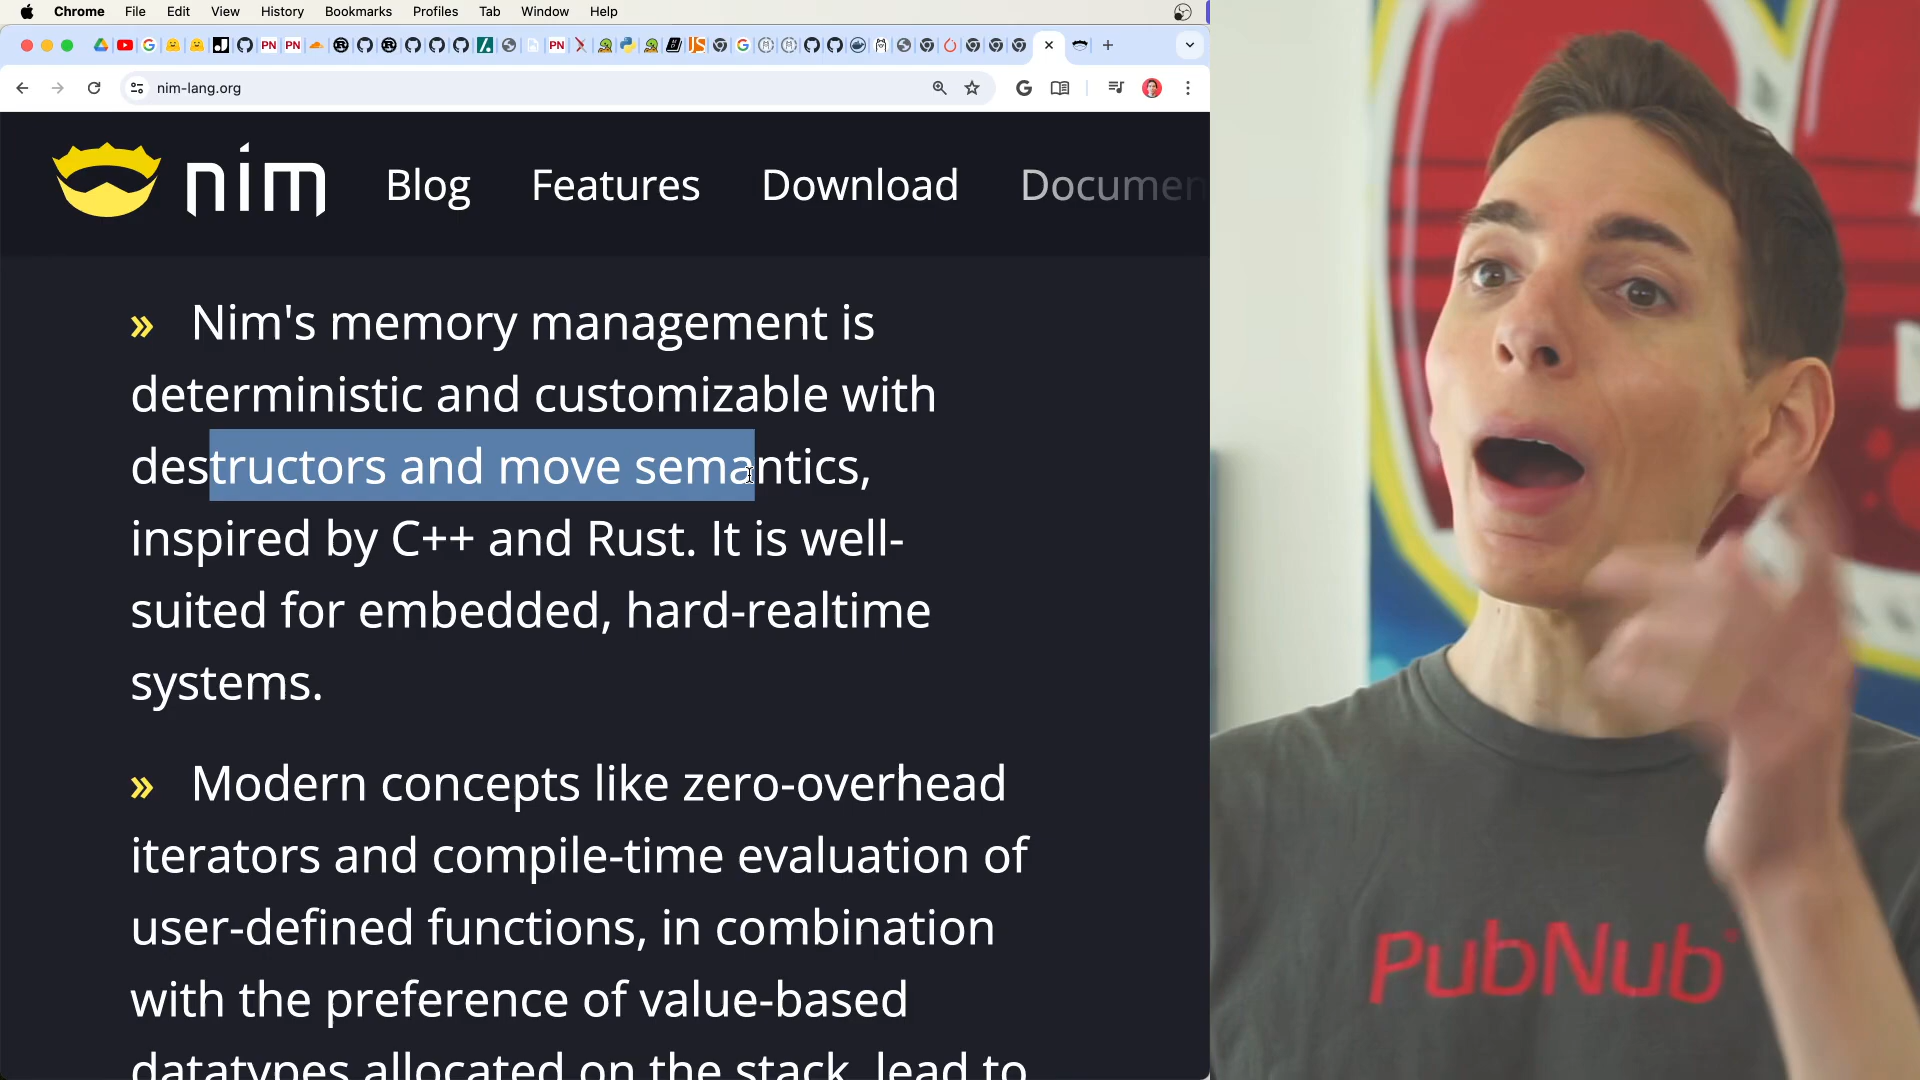 Chrome File Edit View History Bookmarks Profiles Tab Window Help
nim-lang.org
nim Blog Features Download Documen
» Nim's memory management is
deterministic and customizable with
destructors and move semantics,
inspired by C++ and Rust. It is well-
suited for embedded, hard-realtime
systems.
» Modern concepts like zero-overhead
iterators and compile-time evaluation of
user-defined functions, in combination
with the preference of value-based
datatypes allocated on the stack, lead to
PubNub